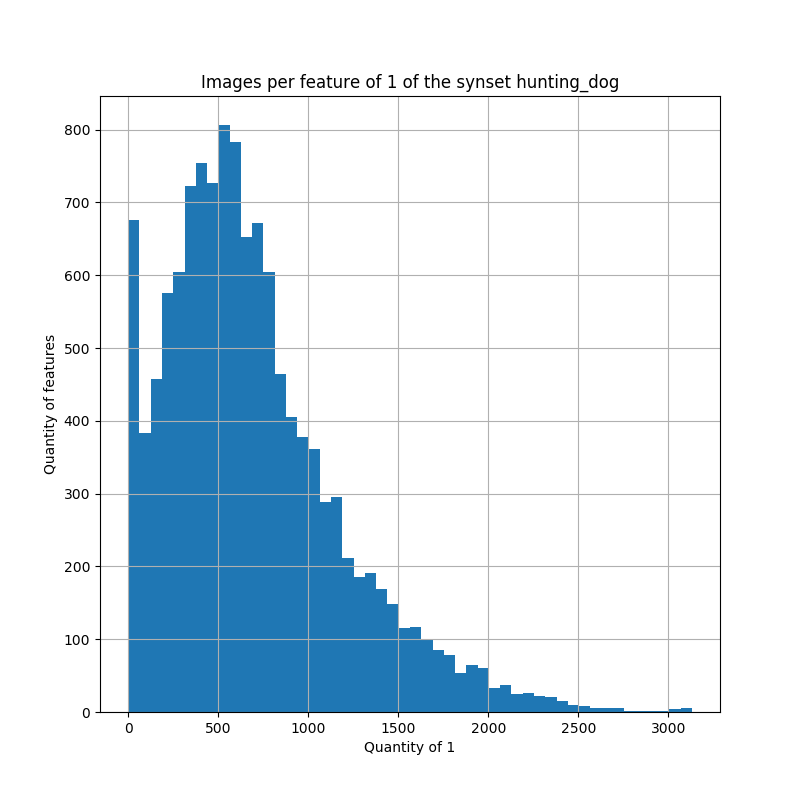 Images per feature of 1 of the synset hunting_dog
Quantity of features
800
700
600
500
400
300
200
100
0
0 500 1000 1500 2000 2500 3000
Quantity of 1